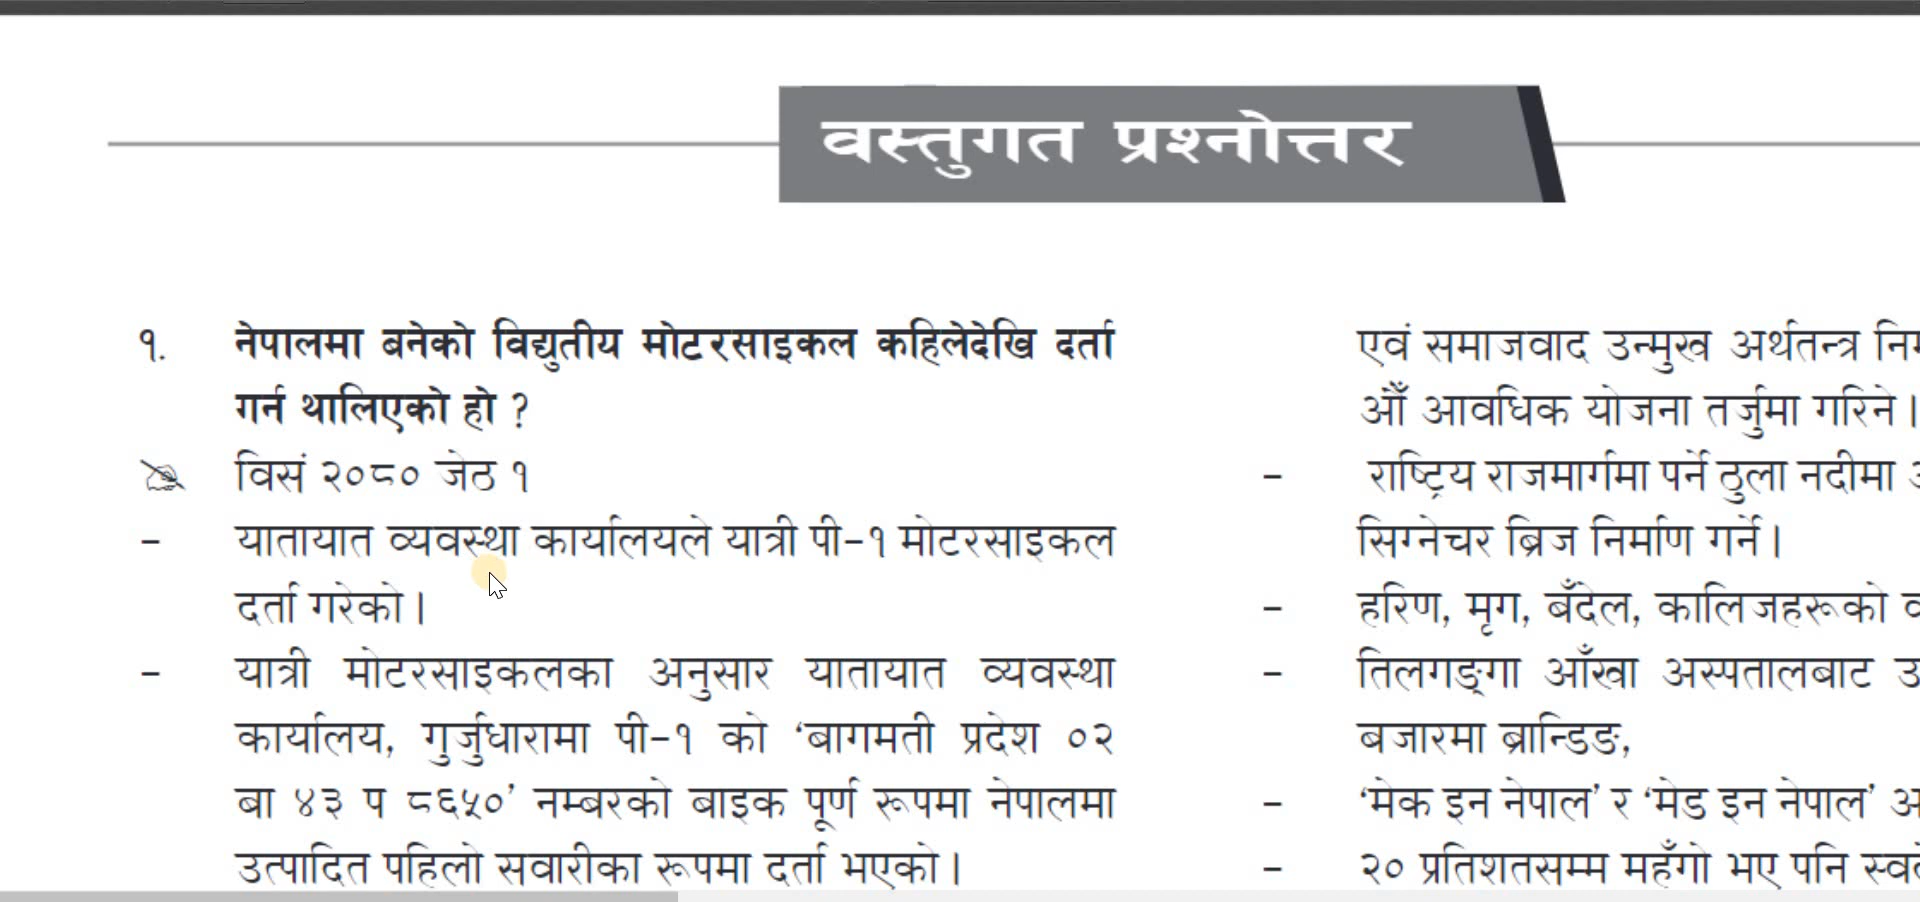 वस्तुगत प्रश्नोत्तर
१. नेपालमा बनेको विद्युतीय मोटरसाइकल कहिलेदेखि दर्ता
गर्न थालिएको हो ?
विसं २०८० जेठ १
– यातायात व्यवस्था कार्यालयले यात्री पी–१ मोटरसाइकल
दर्ता गरेको।
– यात्री मोटरसाइकलका अनुसार यातायात व्यवस्था
कार्यालय, गुर्जुधारामा पी–१ को ‘बागमती प्रदेश ०२
बा ४३ प ८६५०’ नम्बरको बाइक पूर्ण रूपमा नेपालमा
उत्पादित पहिलो सवारीका रूपमा दर्ता भएको।
एवं समाजवाद उन्मुख अर्थतन्त्र
औँ आवधिक योजना तर्जुमा गरिने।
– राष्ट्रिय राजमार्गमा पर्ने ठुला नदीमा
सिग्नेचर ब्रिज निर्माण गर्ने।
– हरिण, मृग, बँदेल, कालिजहरूको
– तिलगङ्गा आँखा अस्पतालबाट
बजारमा ब्रान्डिङ,
– ‘मेक इन नेपाल’ र ‘मेड इन नेपाल’
– २० प्रतिशतसम्म महँगो भए पनि